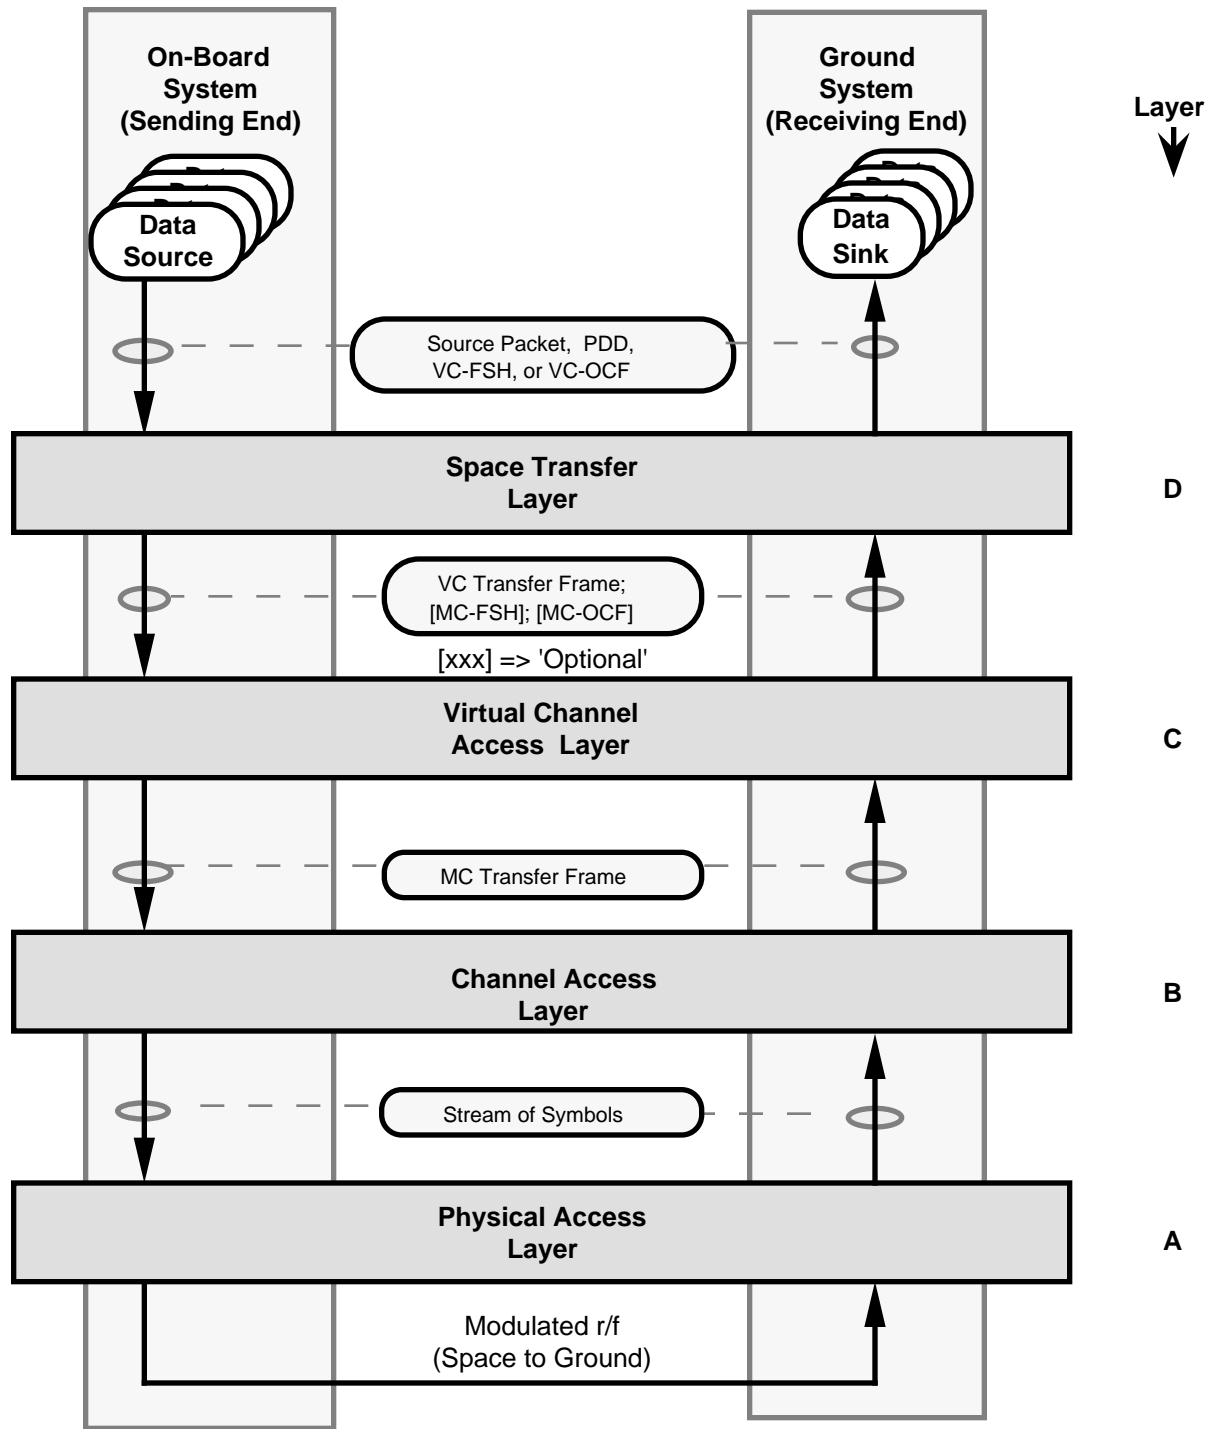 On-Board
System
(Sending End)
Ground
System
(Receiving End)
Layer
Data
Source
Data
Sink
Source Packet, PDD,
VC-FSH, or VC-OCF
Space Transfer
Layer
D
VC Transfer Frame;
[MC-FSH]; [MC-OCF]
[xxx] => 'Optional'
Virtual Channel
Access Layer
C
MC Transfer Frame
Channel Access
Layer
B
Stream of Symbols
Physical Access
Layer
A
Modulated r/f
(Space to Ground)